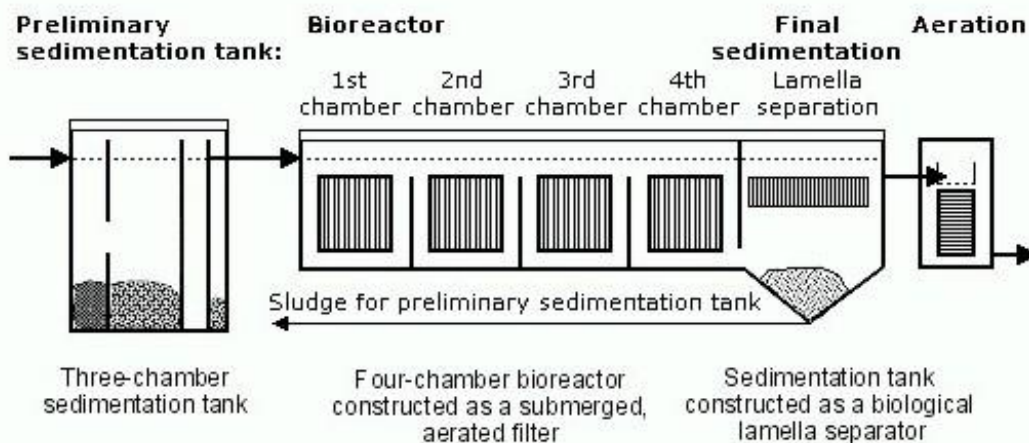 Preliminary
sedimentation tank:
Bioreactor
Final
sedimentation
Aeration
1st
chamber
2nd
chamber
3rd
chamber
4th
chamber
Lamella
separation
Sludge for preliminary sedimentation tank
Three-chamber
sedimentation tank
Four-chamber bioreactor
constructed as a submerged,
aerated filter
Sedimentation tank
constructed as a biological
lamella separator